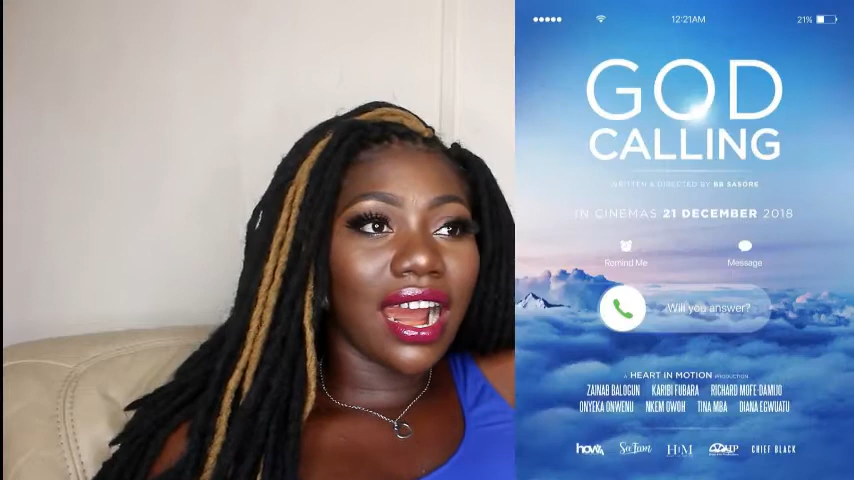 12:21AM
21%
GOD
CALLING
WRITTEN & DIRECTED BY BB SASORE
IN CINEMAS 21 DECEMBER 2018
Remind Me
Message
Will you answer?
A HEART IN MOTION PRODUCTION
ZAINAB BALOGUN KARIBI FUBARA RICHARD MOFE-DAMIJO
ONYEKA ONWENU NKEM OWOH TINA MBA DIANA EGWUATU
HIM
CHIEF BLACK